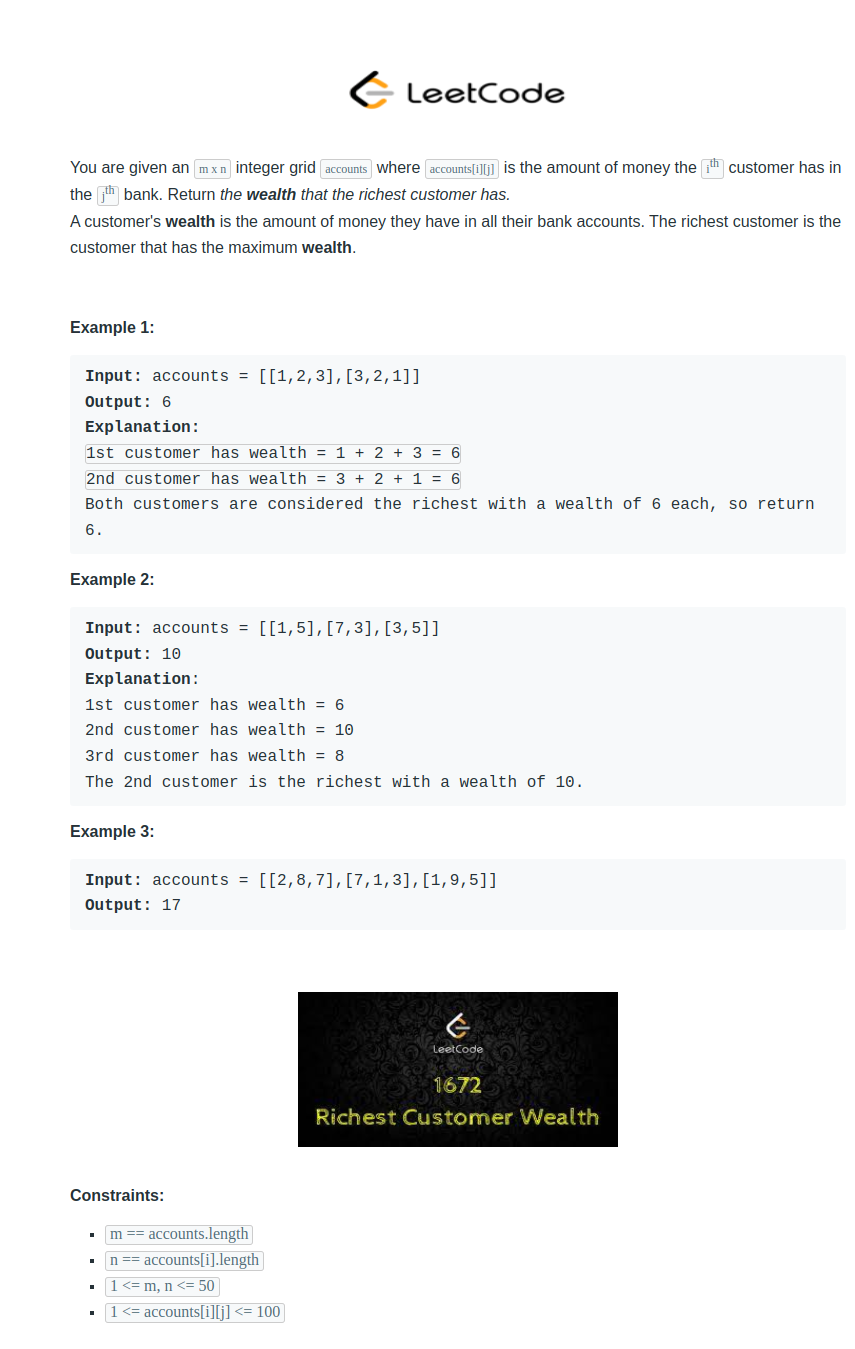 LeetCode
You are given an m x n integer grid accounts where accounts[i][j] is the amount of money the ith customer has in
the jth bank. Return the wealth that the richest customer has.
A customer's wealth is the amount of money they have in all their bank accounts. The richest customer is the
customer that has the maximum wealth.
Example 1:
Input: accounts = [[1,2,3],[3,2,1]]
Output: 6
Explanation:
1st customer has wealth = 1 + 2 + 3 = 6
2nd customer has wealth = 3 + 2 + 1 = 6
Both customers are considered the richest with a wealth of 6 each, so return
6.
Example 2:
Input: accounts = [[1,5],[7,3],[3,5]]
Output: 10
Explanation:
1st customer has wealth = 6
2nd customer has wealth = 10
3rd customer has wealth = 8
The 2nd customer is the richest with a wealth of 10.
Example 3:
Input: accounts = [[2,8,7],[7,1,3],[1,9,5]]
Output: 17
LeetCode
1672
Richest Customer Wealth
Constraints:
m == accounts.length
n == accounts[i].length
1 <= m, n <= 50
1 <= accounts[i][j] <= 100